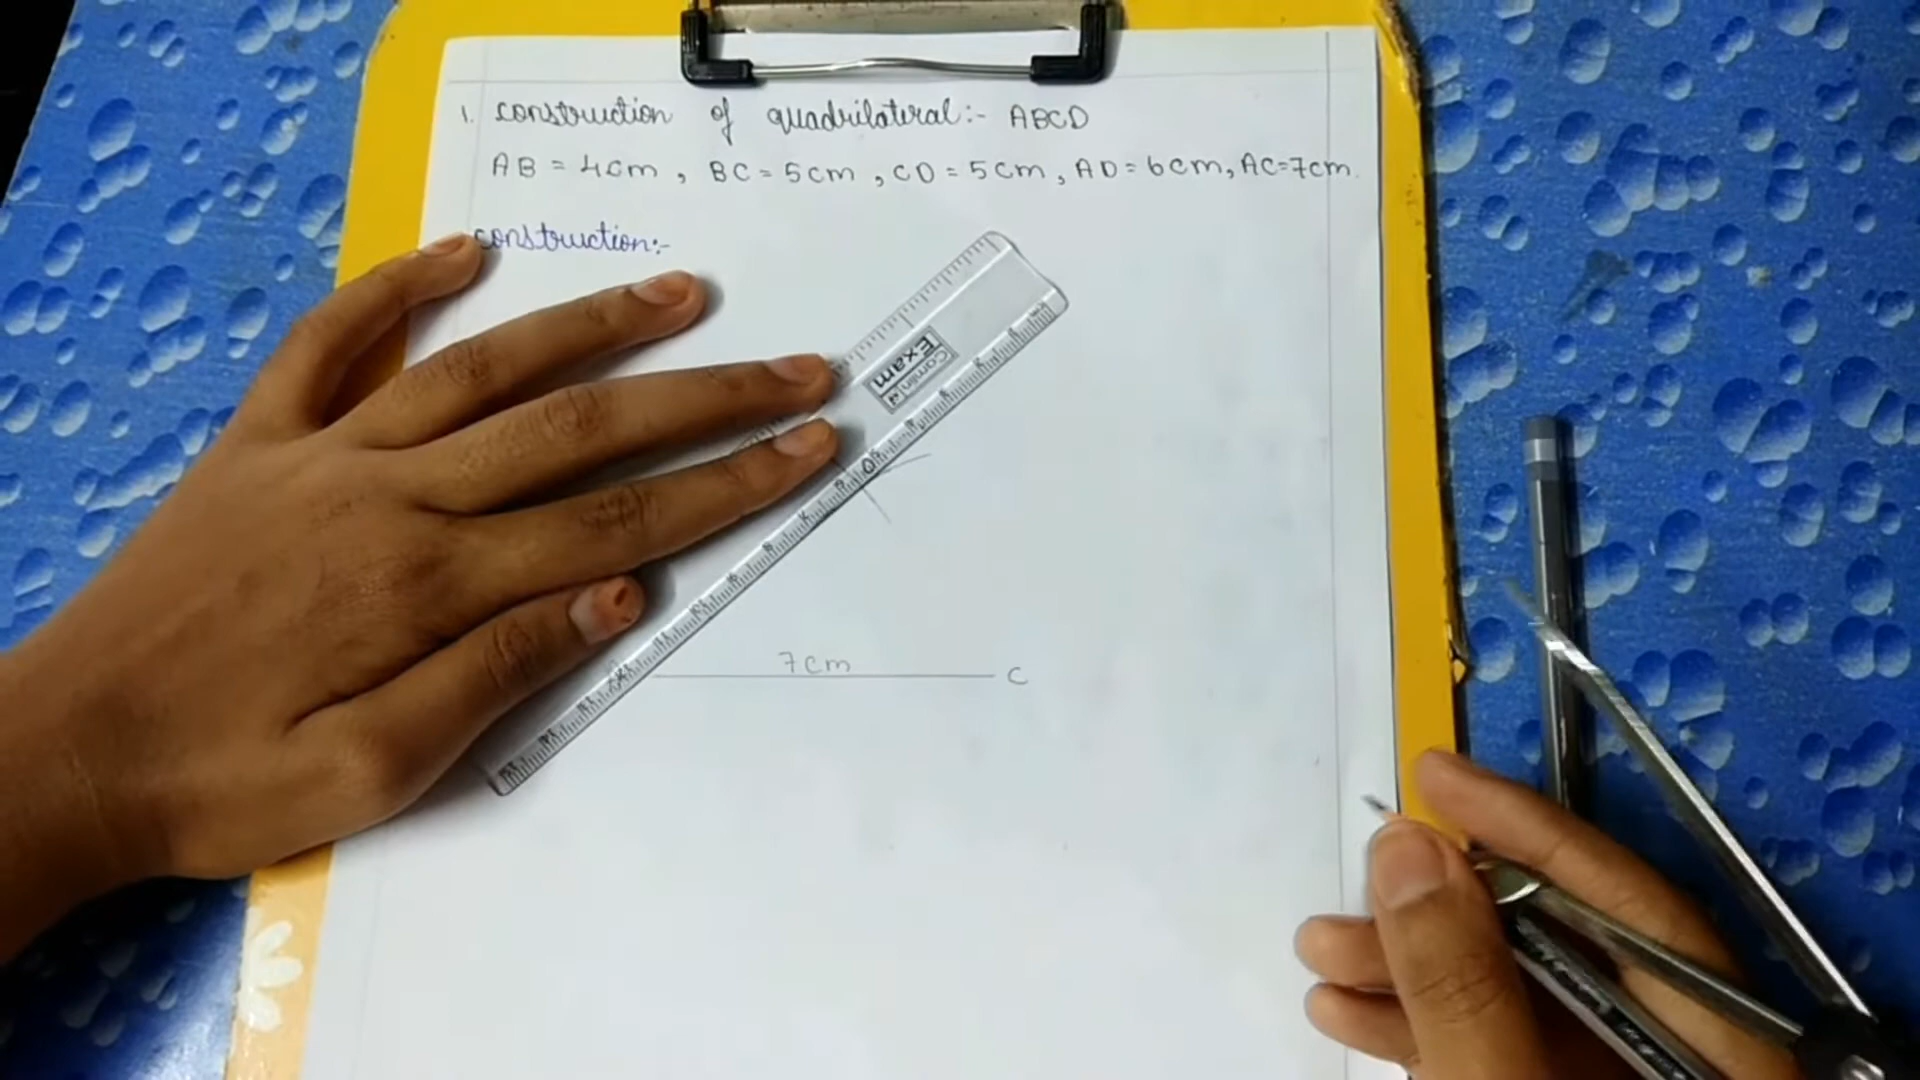 1. construction of quadrilateral:- ABCD
AB = 4cm, BC = 5cm, CD = 5cm, AD = 6cm, AC=7cm.
construction:-
Camlin
Exam
D
7cm
C